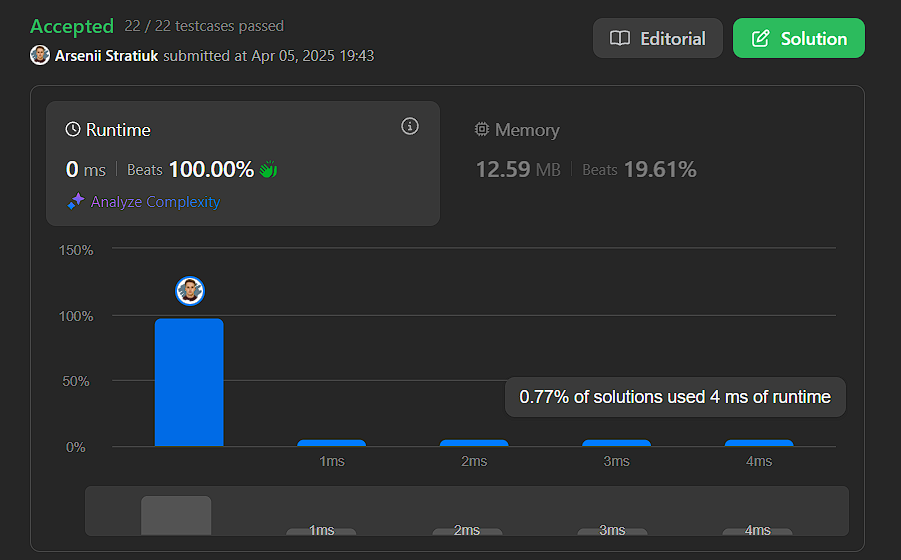 Accepted 22 / 22 testcases passed
Editorial
Solution
Arsenii Stratiuk submitted at Apr 05, 2025 19:43
Runtime
0 ms Beats 100.00%
Analyze Complexity
Memory
12.59 MB Beats 19.61%
150%
100%
50%
0%
0.77% of solutions used 4 ms of runtime
1ms 2ms 3ms 4ms
1ms 2ms 3ms 4ms